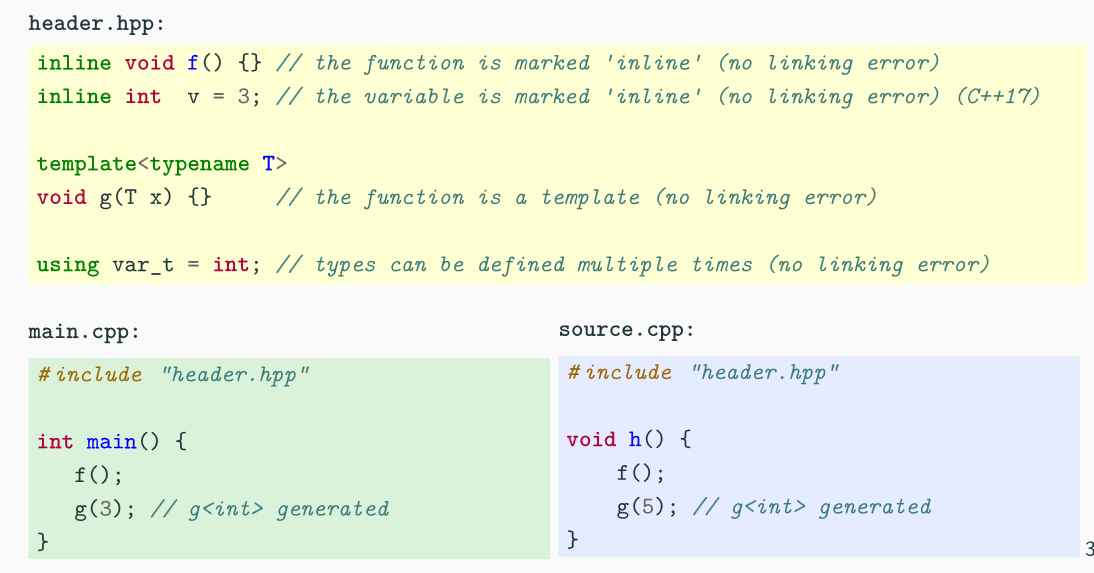 header.hpp:
inline void f() {} // the function is marked 'inline' (no linking error)
inline int  v = 3; // the variable is marked 'inline' (no linking error) (C++17)
template<typename T>
void g(T x) {}     // the function is a template (no linking error)
using var_t = int; // types can be defined multiple times (no linking error)
main.cpp:
#include "header.hpp"
int main() {
   f();
   g(3); // g<int> generated
}
source.cpp:
#include "header.hpp"
void h() {
    f();
    g(5); // g<int> generated
}
3